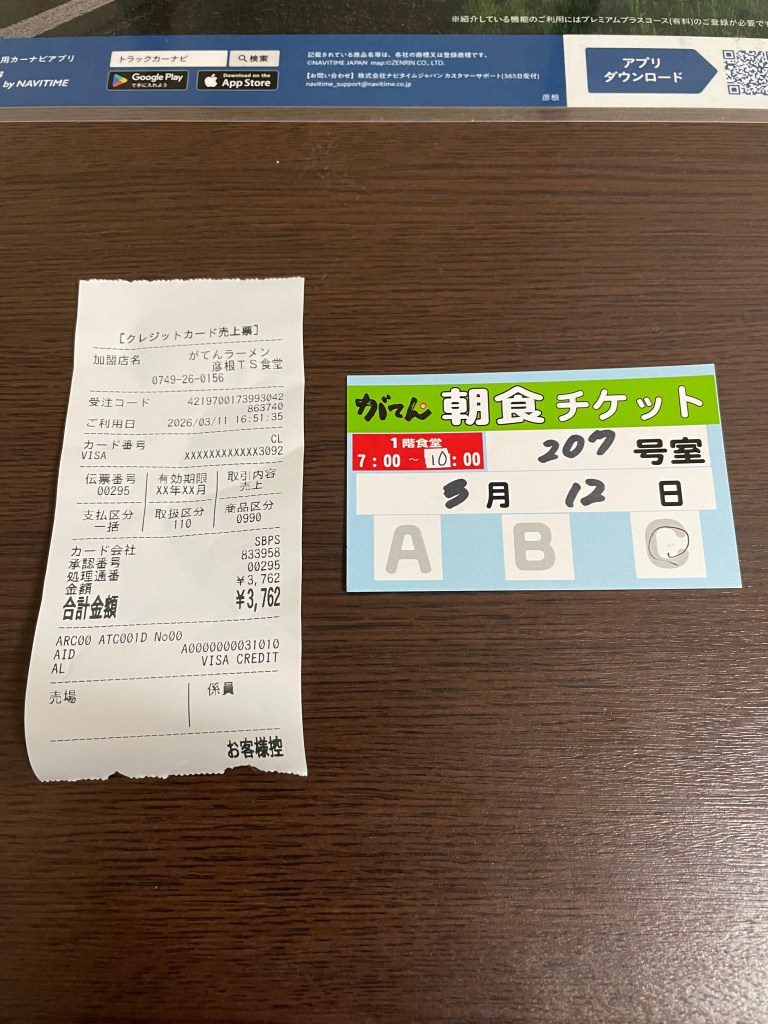 ※紹介している機能のご利用にはプレミアムプラスコース(有料)のご登録が必要で
用カーナビアプリ
by NAVITIME
トラックカーナビ
検索
Google Play
で手に入れよう
Download on the
App Store
記載されている商品名等は、各社の商標又は登録商標です。
©NAVITIME JAPAN map:©ZENRIN CO., LTD.
【お問い合わせ】株式会社ナビタイムジャパン カスタマーサポート(365日受付)
navitime_support@navitime.co.jp
彦根
アプリ
ダウンロード
[クレジットカード売上票]
加盟店名 がてんラーメン
彦根TS食堂
0749-26-0156
受注コード 4219700173993042
863740
ご利用日 2026/03/11 16:51:35
カード番号 CL
VISA XXXXXXXXXXXX3092
伝票番号 有効期限 取引内容
00295 XX年XX月 売上
支払区分 取扱区分 商品区分
一括 110 0990
カード会社 SBPS
承認番号 833958
処理通番 00295
金額 ¥3,762
合計金額 ¥3,762
ARC00 ATC001D No00
AID A0000000031010
AL VISA CREDIT
売場 係員
お客様控
がてん 朝食チケット
1階食堂
7:00 ~ 10:00
207 号室
3 月 12 日
A B C